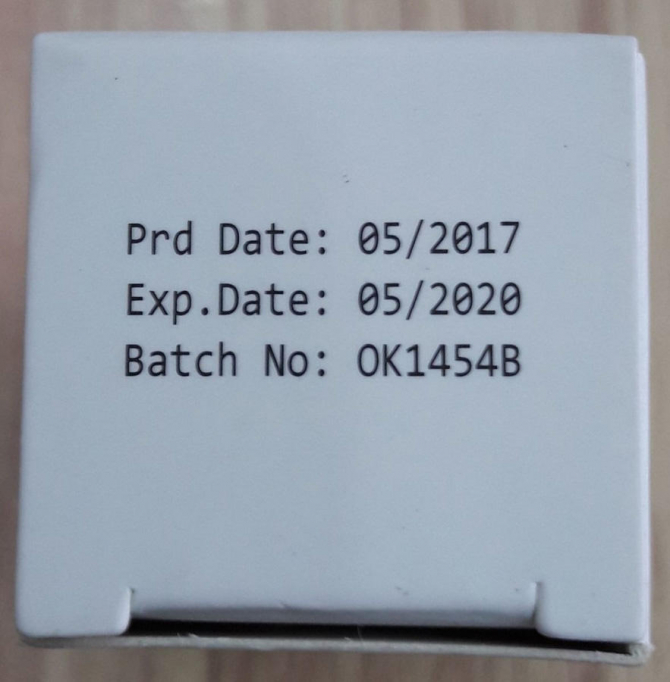 Prd Date: 05/2017
Exp.Date: 05/2020
Batch No: OK1454B